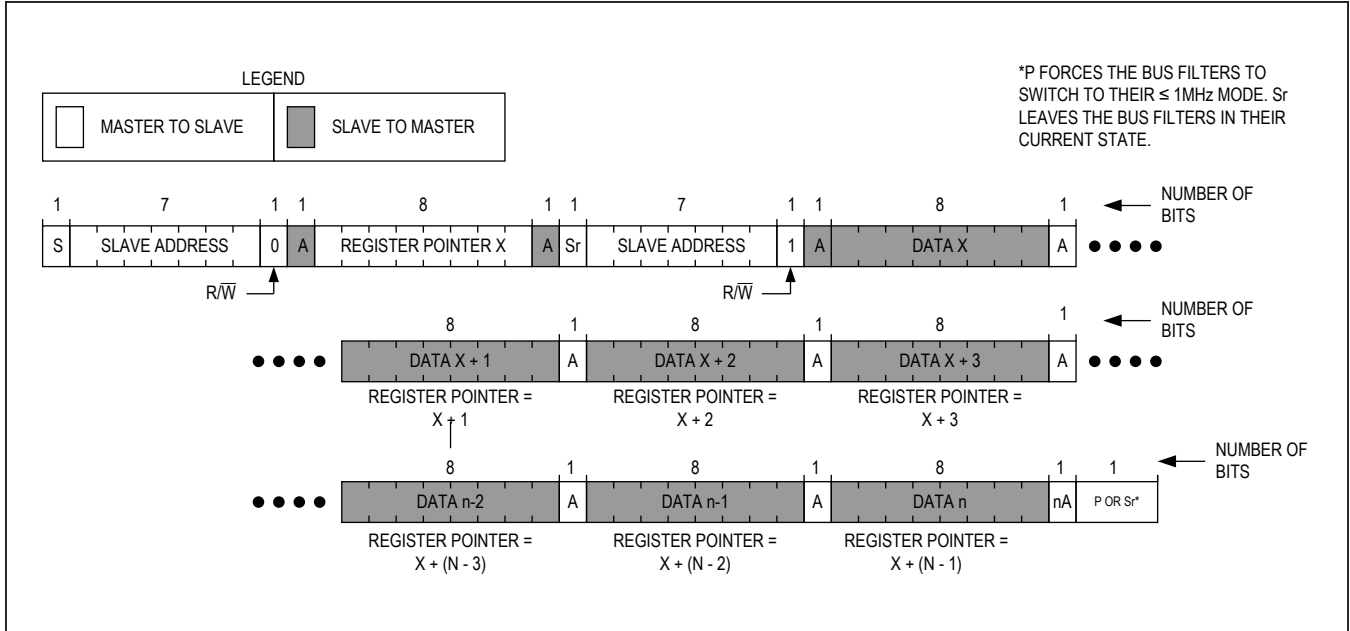 LEGEND
MASTER TO SLAVE
SLAVE TO MASTER
*P FORCES THE BUS FILTERS TO
SWITCH TO THEIR ≤ 1MHz MODE. Sr
LEAVES THE BUS FILTERS IN THEIR
CURRENT STATE.
1 7 1 1 8 1 1 7 1 1 8 1
NUMBER OF
BITS
S SLAVE ADDRESS 0 A REGISTER POINTER X A Sr SLAVE ADDRESS 1 A DATA X A
R/W̅ R/W̅
8 1 8 1 8 1
NUMBER OF
BITS
DATA X + 1 A DATA X + 2 A DATA X + 3 A
REGISTER POINTER = REGISTER POINTER = REGISTER POINTER =
X + 1 X + 2 X + 3
8 1 8 1 8 1 1
NUMBER OF
BITS
DATA n-2 A DATA n-1 A DATA n nA P OR Sr*
REGISTER POINTER = REGISTER POINTER = REGISTER POINTER =
X + (N - 3) X + (N - 2) X + (N - 1)